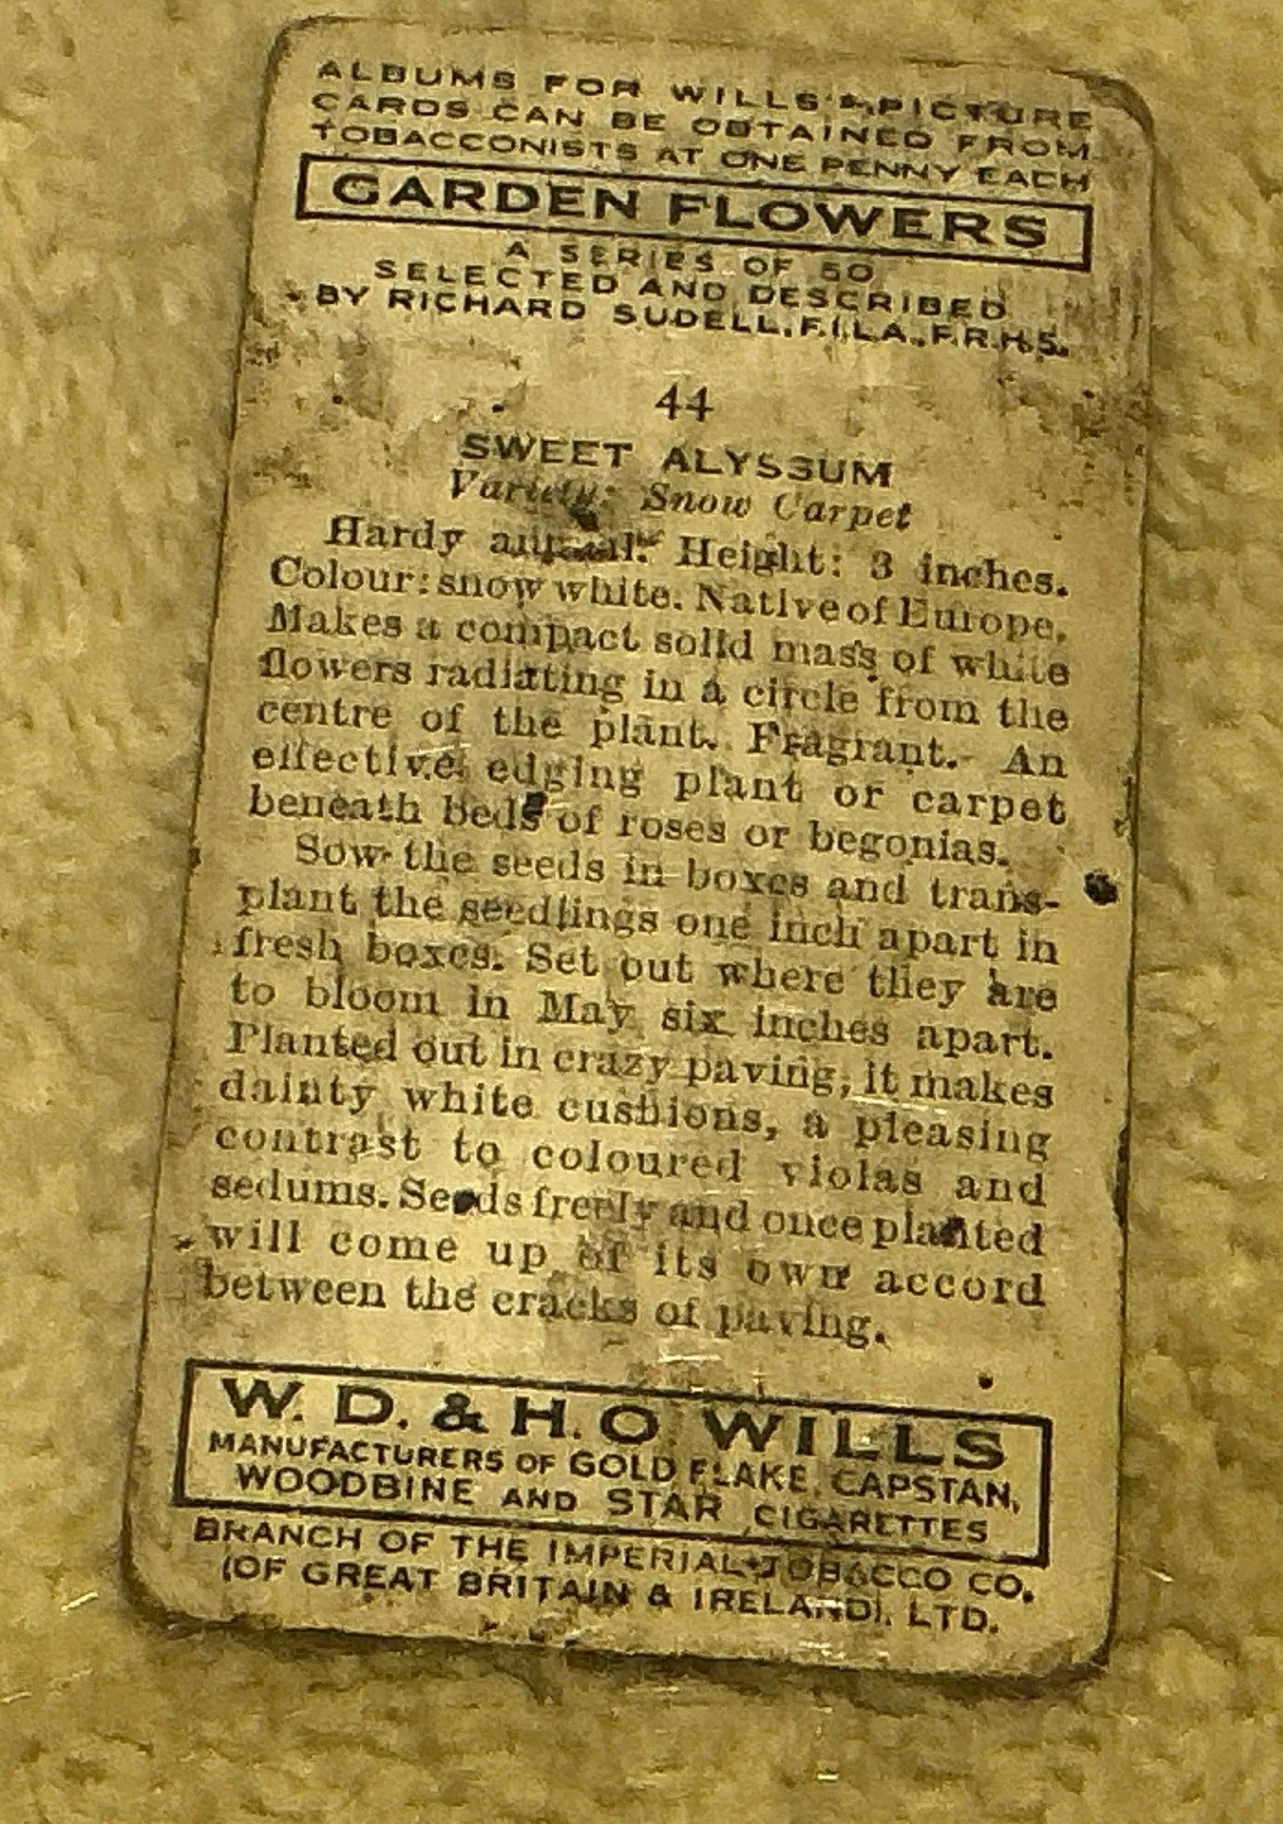 ALBUMS FOR WILLS'S PICTURE
CARDS CAN BE OBTAINED FROM
TOBACCONISTS AT ONE PENNY EACH
GARDEN FLOWERS
A SERIES OF 50
SELECTED AND DESCRIBED
BY RICHARD SUDELL, F.I.L.A., F.R.H.S.
44
SWEET ALYSSUM
Variety: Snow Carpet
Hardy annual. Height: 3 inches.
Colour: snow white. Native of Europe.
Makes a compact solid mass of white
flowers radiating in a circle from the
centre of the plant. Fragrant. An
effective edging plant or carpet
beneath beds of roses or begonias.
Sow the seeds in boxes and trans-
plant the seedlings one inch apart in
fresh boxes. Set out where they are
to bloom in May six inches apart.
Planted out in crazy paving, it makes
dainty white cushions, a pleasing
contrast to coloured violas and
sedums. Seeds freely and once planted
will come up of its own accord
between the cracks of paving.
W. D. & H. O. WILLS
MANUFACTURERS OF GOLD FLAKE, CAPSTAN,
WOODBINE AND STAR CIGARETTES
BRANCH OF THE IMPERIAL TOBACCO CO.
(OF GREAT BRITAIN & IRELAND), LTD.